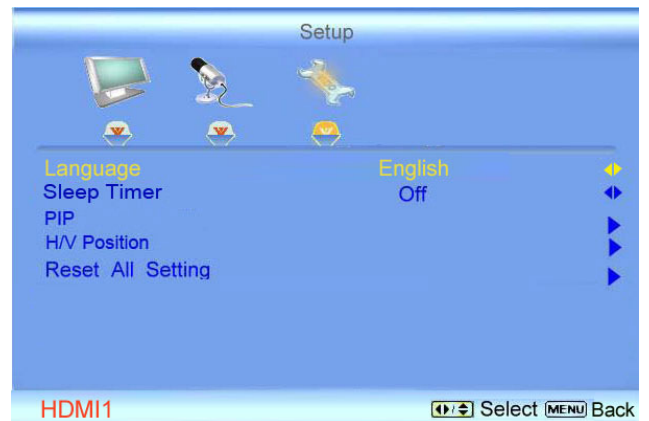 Setup
Language English
Sleep Timer Off
PIP
H/V Position
Reset All Setting
HDMI1 Select MENU Back